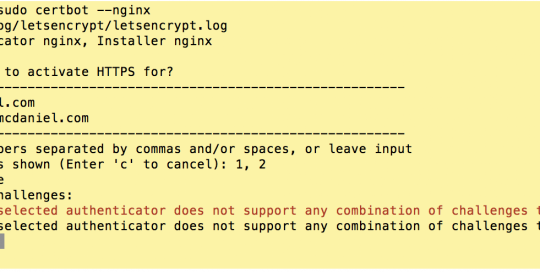 sudo certbot --nginx
og/letsencrypt/letsencrypt.log
cator nginx, Installer nginx
to activate HTTPS for?
-----------------------------------------------------
l.com
mcdaniel.com
-----------------------------------------------------
bers separated by commas and/or spaces, or leave input
s shown (Enter 'c' to cancel): 1, 2
e
hallenges:
selected authenticator does not support any combination of challenges t
selected authenticator does not support any combination of challenges t